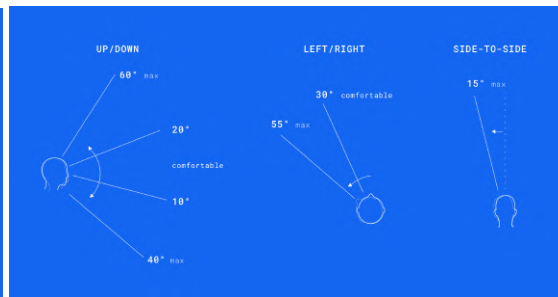 UP/DOWN
60° max
20°
comfortable
10°
40° max
LEFT/RIGHT
30° comfortable
55° max
SIDE-TO-SIDE
15° max